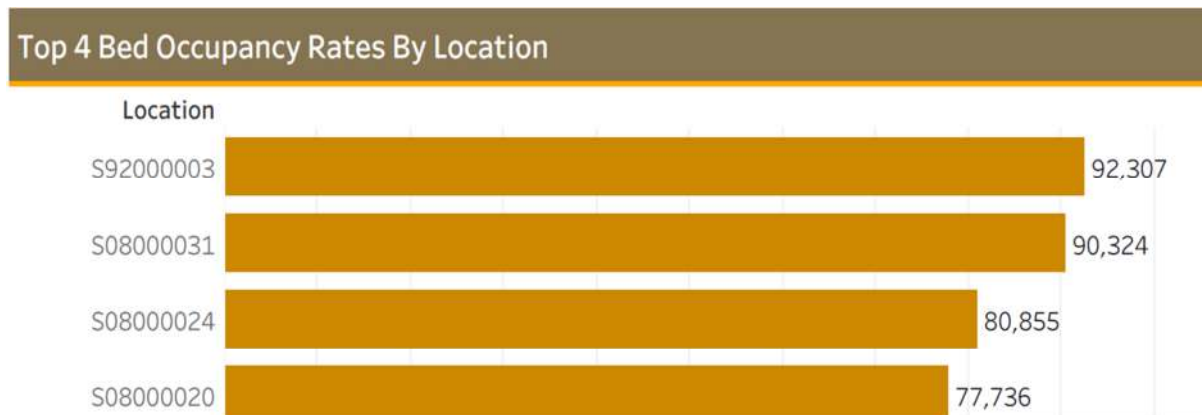 Top 4 Bed Occupancy Rates By Location
Location
S92000003 92,307
S08000031 90,324
S08000024 80,855
S08000020 77,736